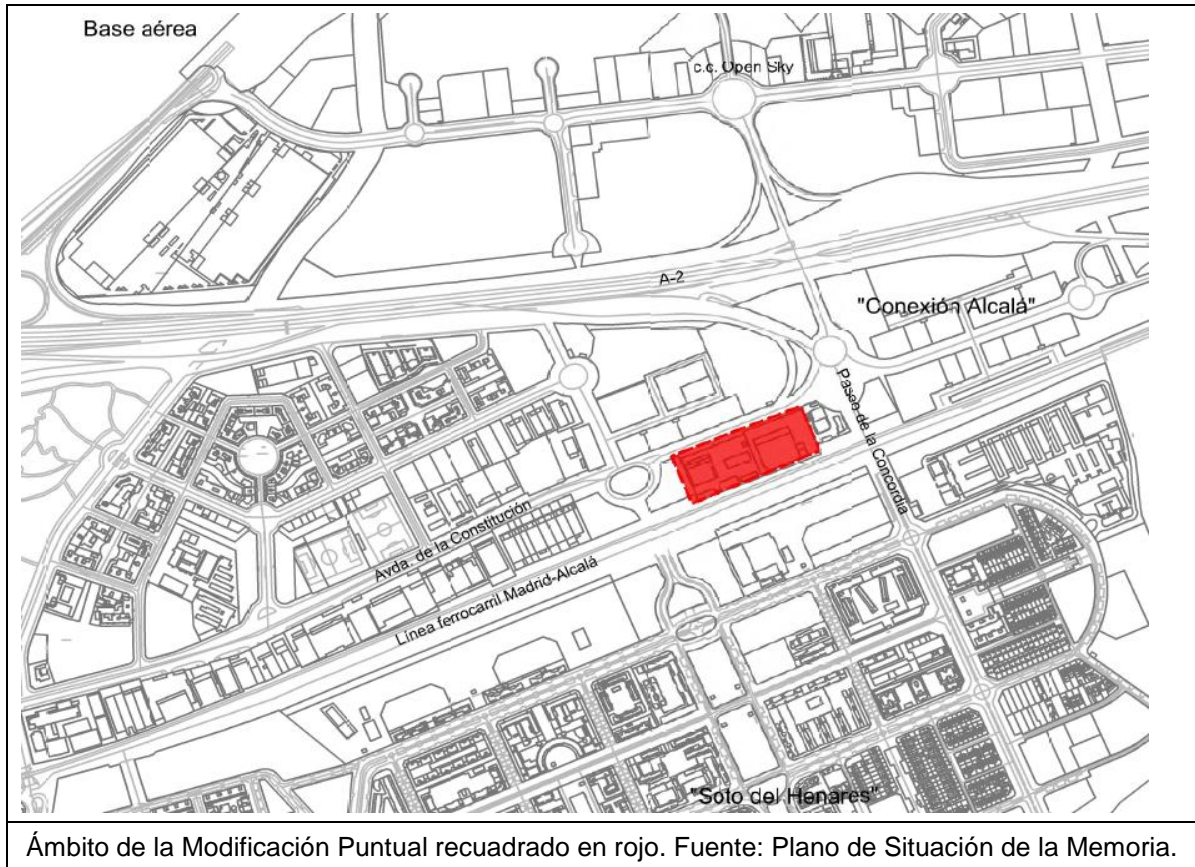 Base aérea
c.c. Open Sky
A-2
"Conexión Alcalá"
Paseo de la Concordia
Avda. de la Constitución
Línea ferrocarril Madrid-Alcalá
"Soto del Henares"
Ámbito de la Modificación Puntual recuadrado en rojo. Fuente: Plano de Situación de la Memoria.